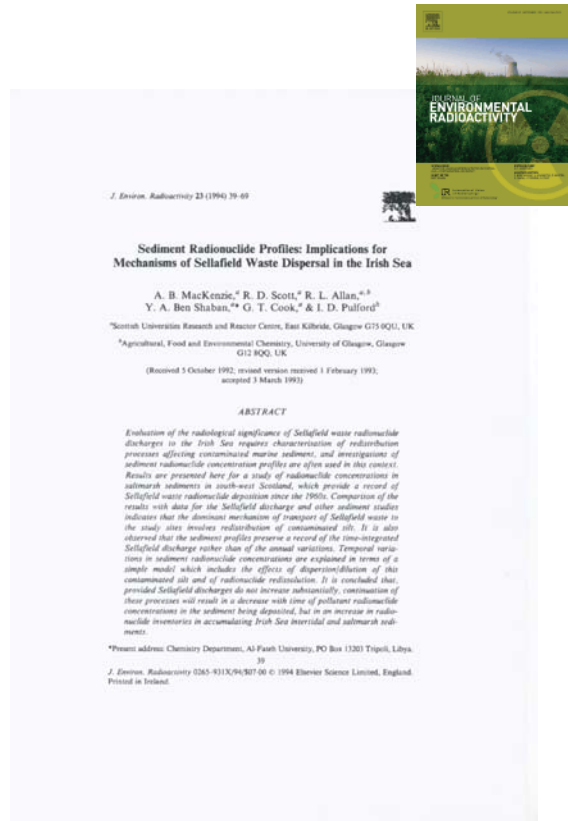 JOURNAL OF
ENVIRONMENTAL
RADIOACTIVITY
J. Environ. Radioactivity 23 (1994) 39–69
Sediment Radionuclide Profiles: Implications for
Mechanisms of Sellafield Waste Dispersal in the Irish Sea
A. B. MacKenzie,ᵃ R. D. Scott,ᵃ R. L. Allan,ᵃ,ᵇ
Y. A. Ben Shaban,ᵃ* G. T. Cook,ᵃ & I. D. Pulfordᵇ
ᵃScottish Universities Research and Reactor Centre, East Kilbride, Glasgow G75 0QU, UK
ᵇAgricultural, Food and Environmental Chemistry, University of Glasgow, Glasgow
G12 8QQ, UK
(Received 5 October 1992; revised version received 1 February 1993;
accepted 3 March 1993)
ABSTRACT
Evaluation of the radiological significance of Sellafield waste radionuclide
discharges to the Irish Sea requires characterisation of redistribution
processes affecting contaminated marine sediment, and investigations of
sediment radionuclide concentration profiles are often used in this context.
Results are presented here for a study of radionuclide concentrations in
saltmarsh sediments in south-west Scotland, which provide a record of
Sellafield waste radionuclide deposition since the 1960s. Comparison of the
results with data for the Sellafield discharge and other sediment studies
indicates that the dominant mechanism of transport of Sellafield waste to
the study sites involves redistribution of contaminated silt. It is also
observed that the sediment profiles preserve a record of the time-integrated
Sellafield discharge rather than of the annual variations. Temporal varia-
tions in sediment radionuclide concentrations are explained in terms of a
simple model which includes the effects of dispersion/dilution of this
contaminated silt and of radionuclide redissolution. It is concluded that,
provided Sellafield discharges do not increase substantially, continuation of
these processes will result in a decrease with time of pollutant radionuclide
concentrations in the sediment being deposited, but in an increase in radio-
nuclide inventories in accumulating Irish Sea intertidal and saltmarsh sedi-
ments.
*Present address: Chemistry Department, Al-Fateh University, PO Box 13203 Tripoli, Libya.
39
J. Environ. Radioactivity 0265-931X/94/$07·00 © 1994 Elsevier Science Limited, England.
Printed in Ireland.